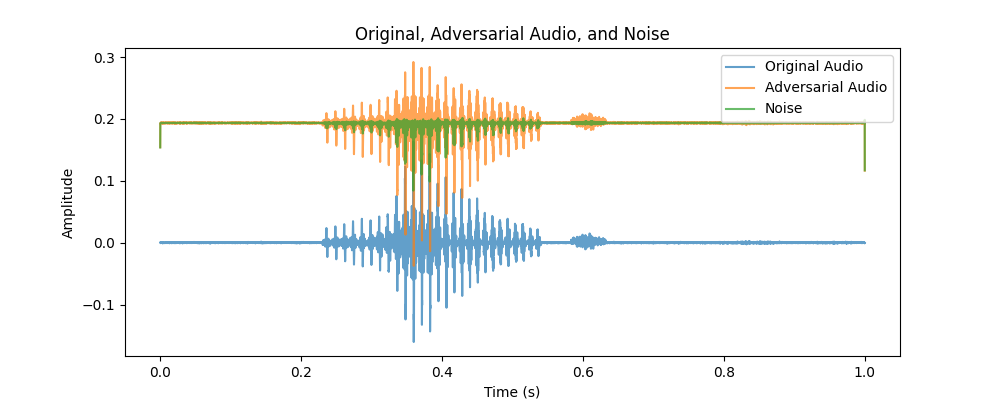 Original, Adversarial Audio, and Noise
Original Audio
Adversarial Audio
Noise
0.3
0.2
0.1
0.0
−0.1
Amplitude
0.0
0.2
0.4
0.6
0.8
1.0
Time (s)